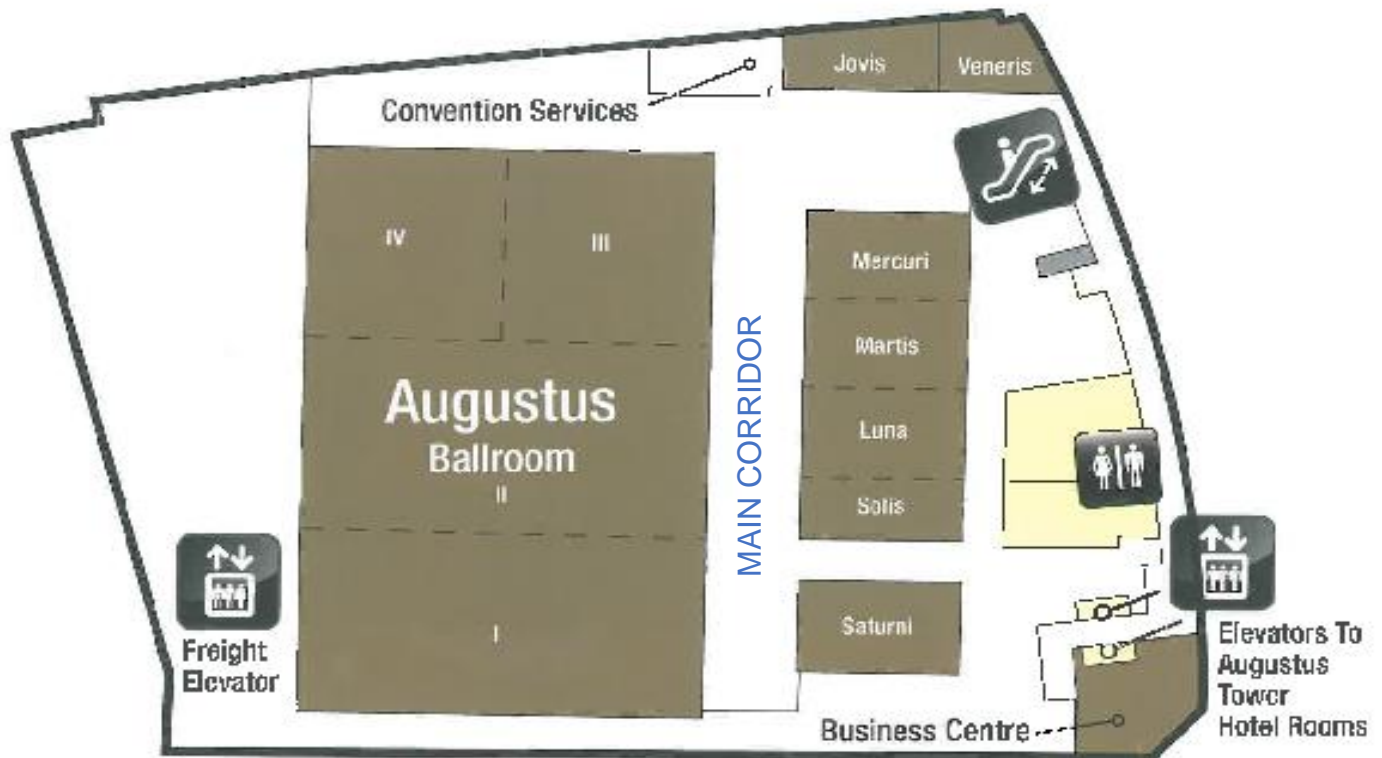 Jovis
Veneris
Convention Services
IV
III
Mercuri
Martis
Augustus
Ballroom
II
MAIN CORRIDOR
Luna
Solis
I
Saturni
Freight
Elevator
Elevators To
Augustus
Tower
Hotel Rooms
Business Centre